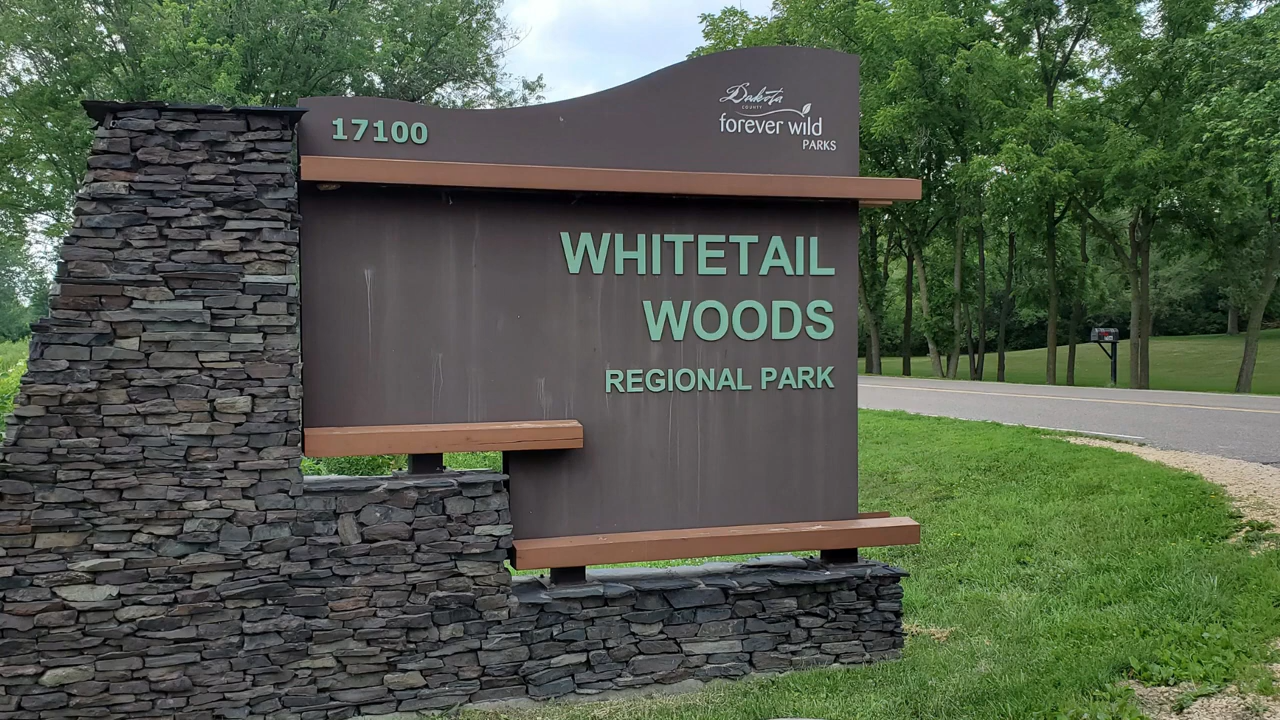 17100
Dakota
COUNTY
forever wild
PARKS
WHITETAIL
WOODS
REGIONAL PARK